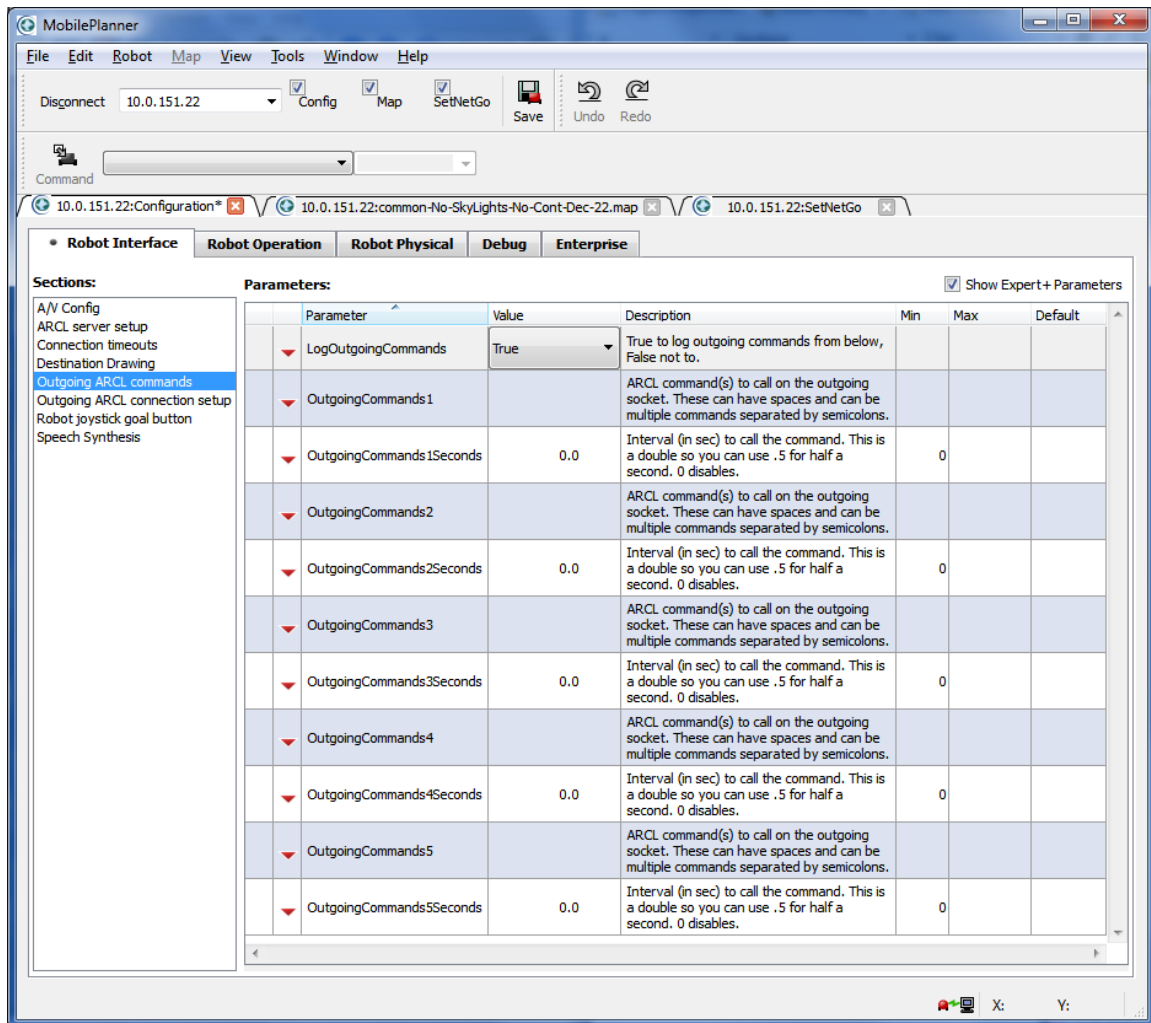 MobilePlanner
File Edit Robot Map View Tools Window Help
Disconnect 10.0.151.22 Config Map SetNetGo Save Undo Redo
Command
10.0.151.22:Configuration* 10.0.151.22:common-No-SkyLights-No-Cont-Dec-22.map 10.0.151.22:SetNetGo
Robot Interface Robot Operation Robot Physical Debug Enterprise
Sections:
A/V Config
ARCL server setup
Connection timeouts
Destination Drawing
Outgoing ARCL commands
Outgoing ARCL connection setup
Robot joystick goal button
Speech Synthesis
Parameters: Show Expert+ Parameters
Parameter Value Description Min Max Default
LogOutgoingCommands True True to log outgoing commands from below,
False not to.
OutgoingCommands1 ARCL command(s) to call on the outgoing
socket. These can have spaces and can be
multiple commands separated by semicolons.
OutgoingCommands1Seconds 0.0 Interval (in sec) to call the command. This is 0
a double so you can use .5 for half a
second. 0 disables.
OutgoingCommands2 ARCL command(s) to call on the outgoing
socket. These can have spaces and can be
multiple commands separated by semicolons.
OutgoingCommands2Seconds 0.0 Interval (in sec) to call the command. This is 0
a double so you can use .5 for half a
second. 0 disables.
OutgoingCommands3 ARCL command(s) to call on the outgoing
socket. These can have spaces and can be
multiple commands separated by semicolons.
OutgoingCommands3Seconds 0.0 Interval (in sec) to call the command. This is 0
a double so you can use .5 for half a
second. 0 disables.
OutgoingCommands4 ARCL command(s) to call on the outgoing
socket. These can have spaces and can be
multiple commands separated by semicolons.
OutgoingCommands4Seconds 0.0 Interval (in sec) to call the command. This is 0
a double so you can use .5 for half a
second. 0 disables.
OutgoingCommands5 ARCL command(s) to call on the outgoing
socket. These can have spaces and can be
multiple commands separated by semicolons.
OutgoingCommands5Seconds 0.0 Interval (in sec) to call the command. This is 0
a double so you can use .5 for half a
second. 0 disables.
X: Y: